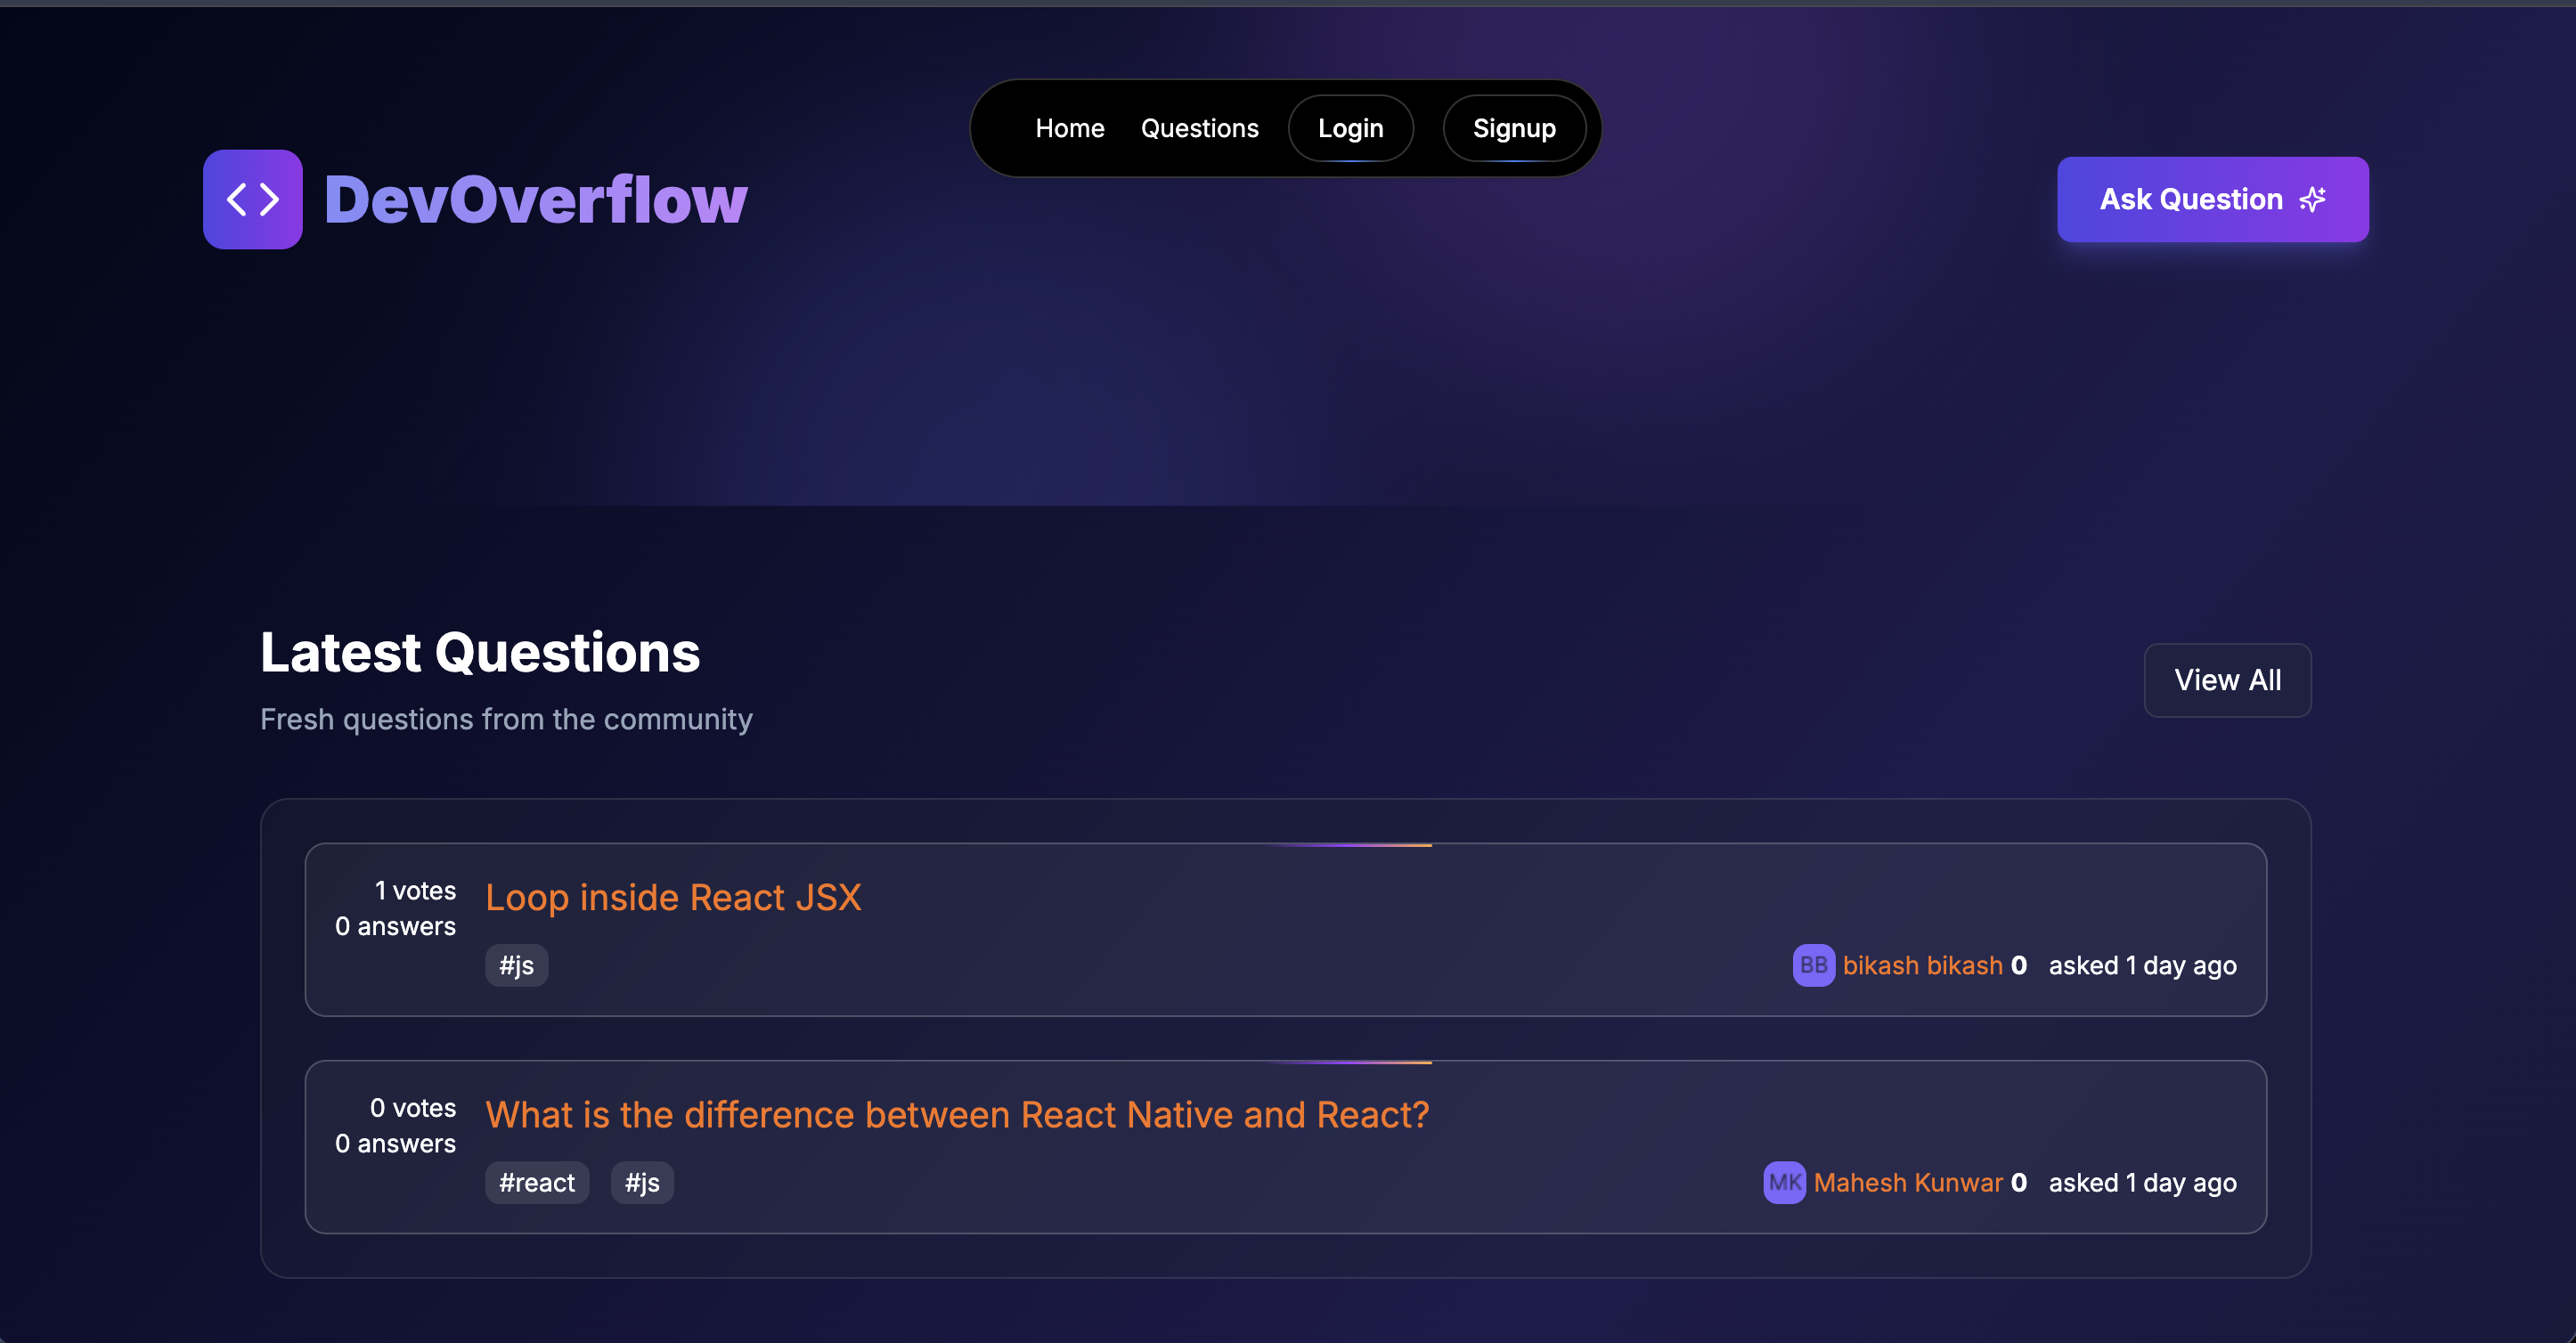 Home Questions Login Signup
DevOverflow
Ask Question
Latest Questions
Fresh questions from the community
View All
1 votes
0 answers
Loop inside React JSX
#js
BB bikash bikash 0 asked 1 day ago
0 votes
0 answers
What is the difference between React Native and React?
#react #js
MK Mahesh Kunwar 0 asked 1 day ago